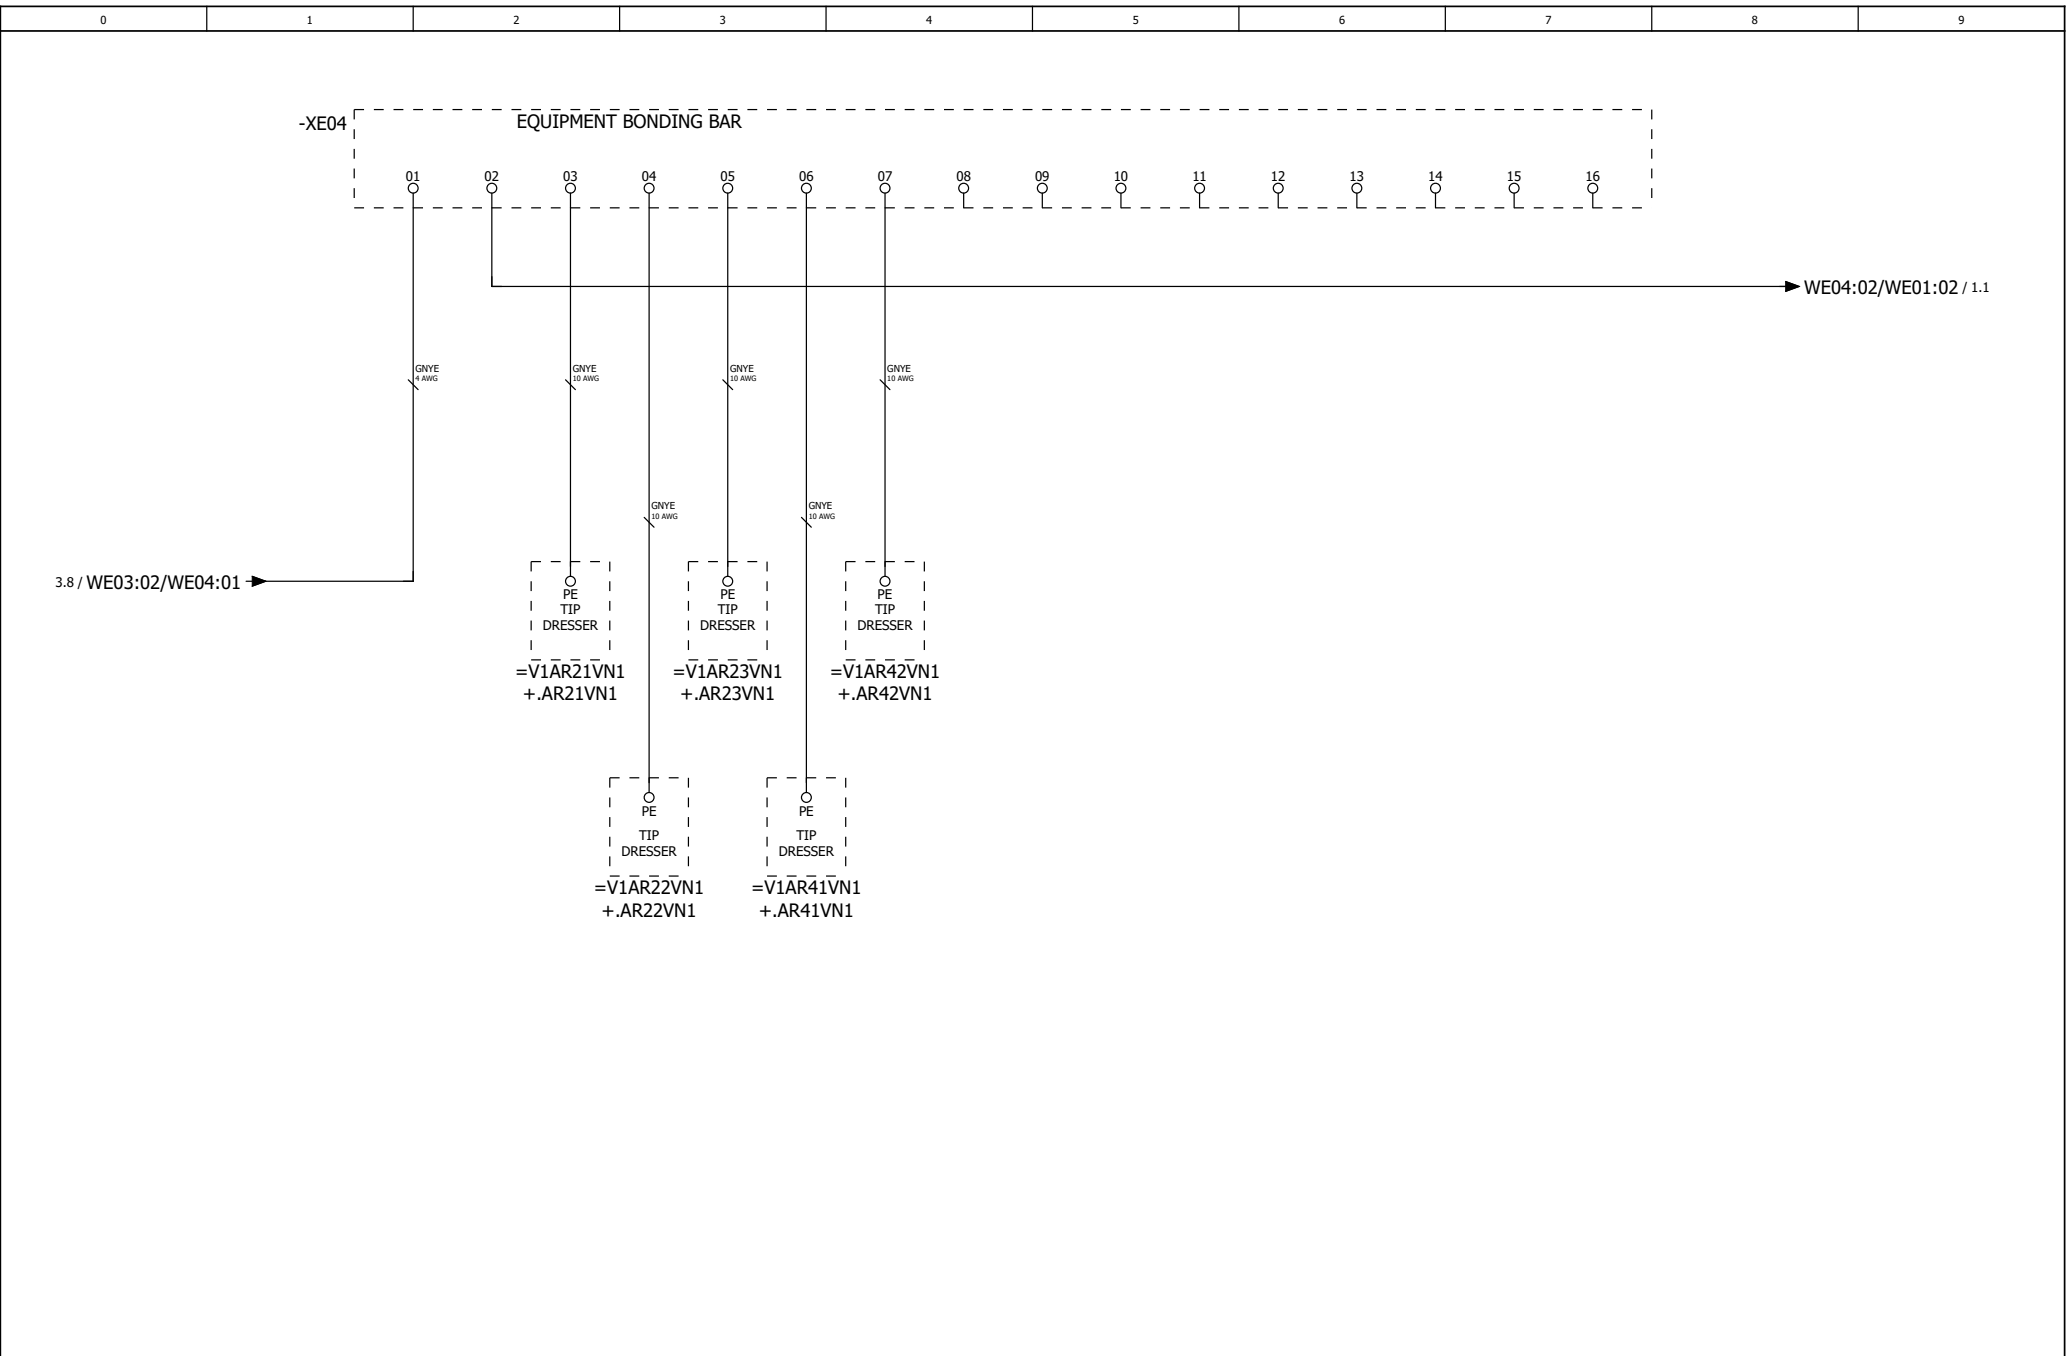 0 1 2 3 4 5 6 7 8 9
-XE04 EQUIPMENT BONDING BAR
01 02 03 04 05 06 07 08 09 10 11 12 13 14 15 16
WE04:02/WE01:02 / 1.1
GNYE GNYE GNYE GNYE
4 AWG 10 AWG 10 AWG 10 AWG
GNYE GNYE
10 AWG 10 AWG
3.8 / WE03:02/WE04:01
PE PE PE
TIP TIP TIP
DRESSER DRESSER DRESSER
=V1AR21VN1 =V1AR23VN1 =V1AR42VN1
+.AR21VN1 +.AR23VN1 +.AR42VN1
PE PE
TIP TIP
DRESSER DRESSER
=V1AR22VN1 =V1AR41VN1
+.AR22VN1 +.AR41VN1